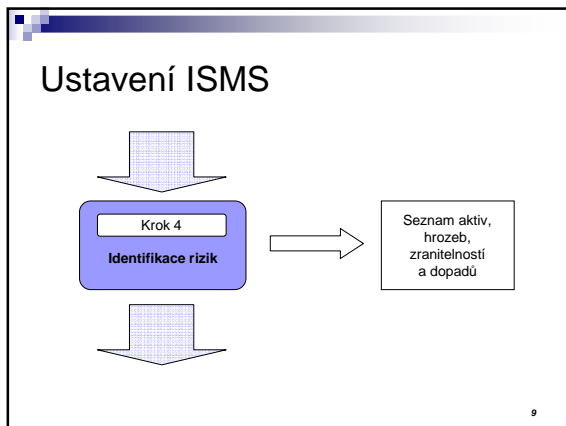 Ustavení ISMS
Krok 4
Identifikace rizik
Seznam aktiv,
hrozeb,
zranitelností
a dopadů
9